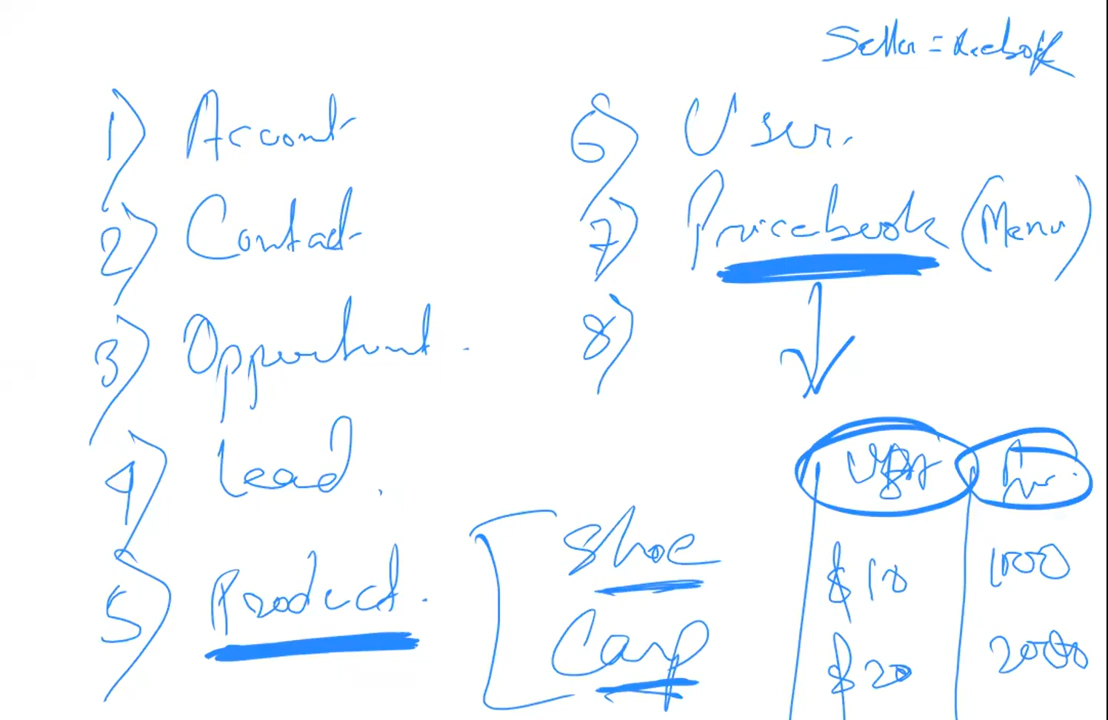 Seller = Reebok
1) Account
2) Contact
3) Opportunit.
4) Lead.
5) Product.
6) User.
7) Pricebook (Menu)
8)
Shoe
Cap
$10 1000
$20 2000